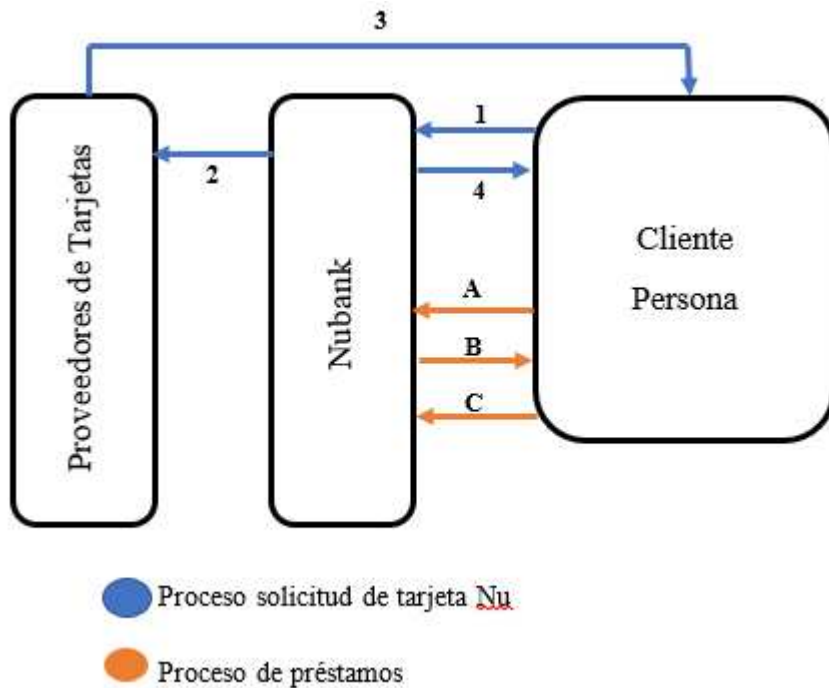 3
1
2
4
Proveedores de Tarjetas
Nubank
Cliente
Persona
A
B
C
Proceso solicitud de tarjeta Nu
Proceso de préstamos